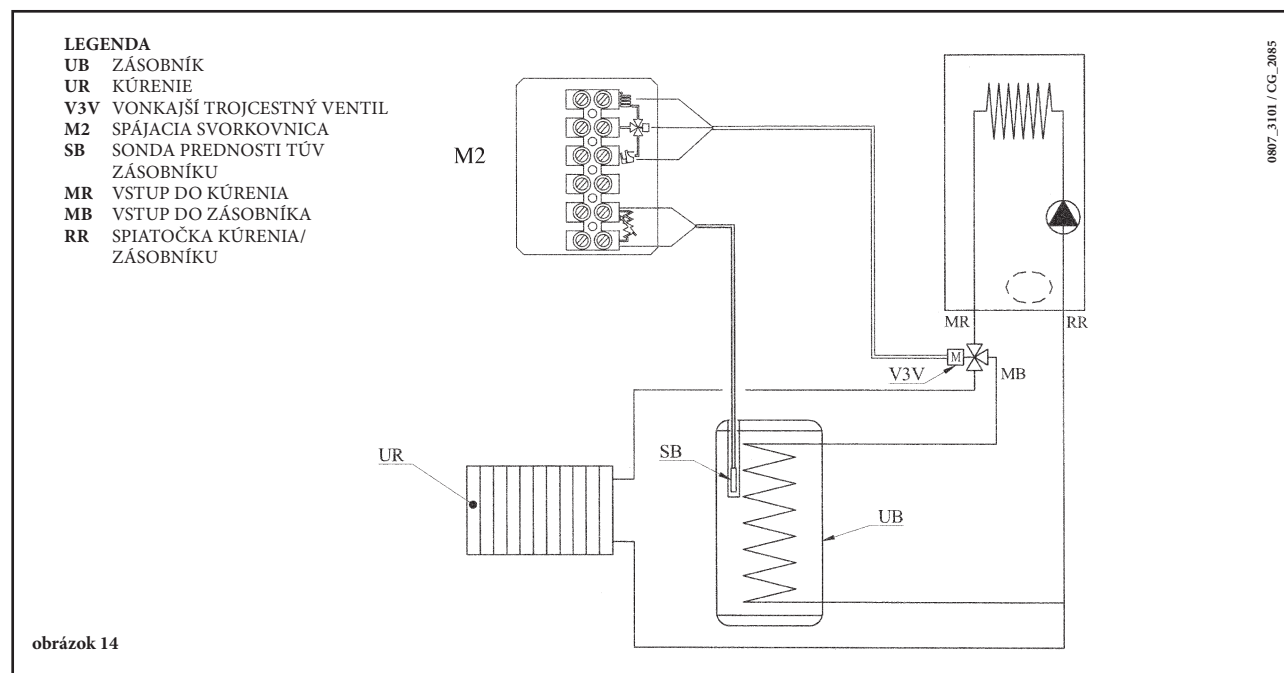 LEGENDA
UB ZÁSOBNÍK
UR KÚRENIE
V3V VONKAJŠÍ TROJCESTNÝ VENTIL
M2 SPÁJACIA SVORKOVNICA
SB SONDA PREDNOSTI TÚV
ZÁSOBNÍKU
MR VSTUP DO KÚRENIA
MB VSTUP DO ZÁSOBNÍKA
RR SPIATOČKA KÚRENIA/
ZÁSOBNÍKU
M2
0807_3101 / CG_2085
MR
RR
M
V3V
MB
UR
SB
UB
obrázok 14